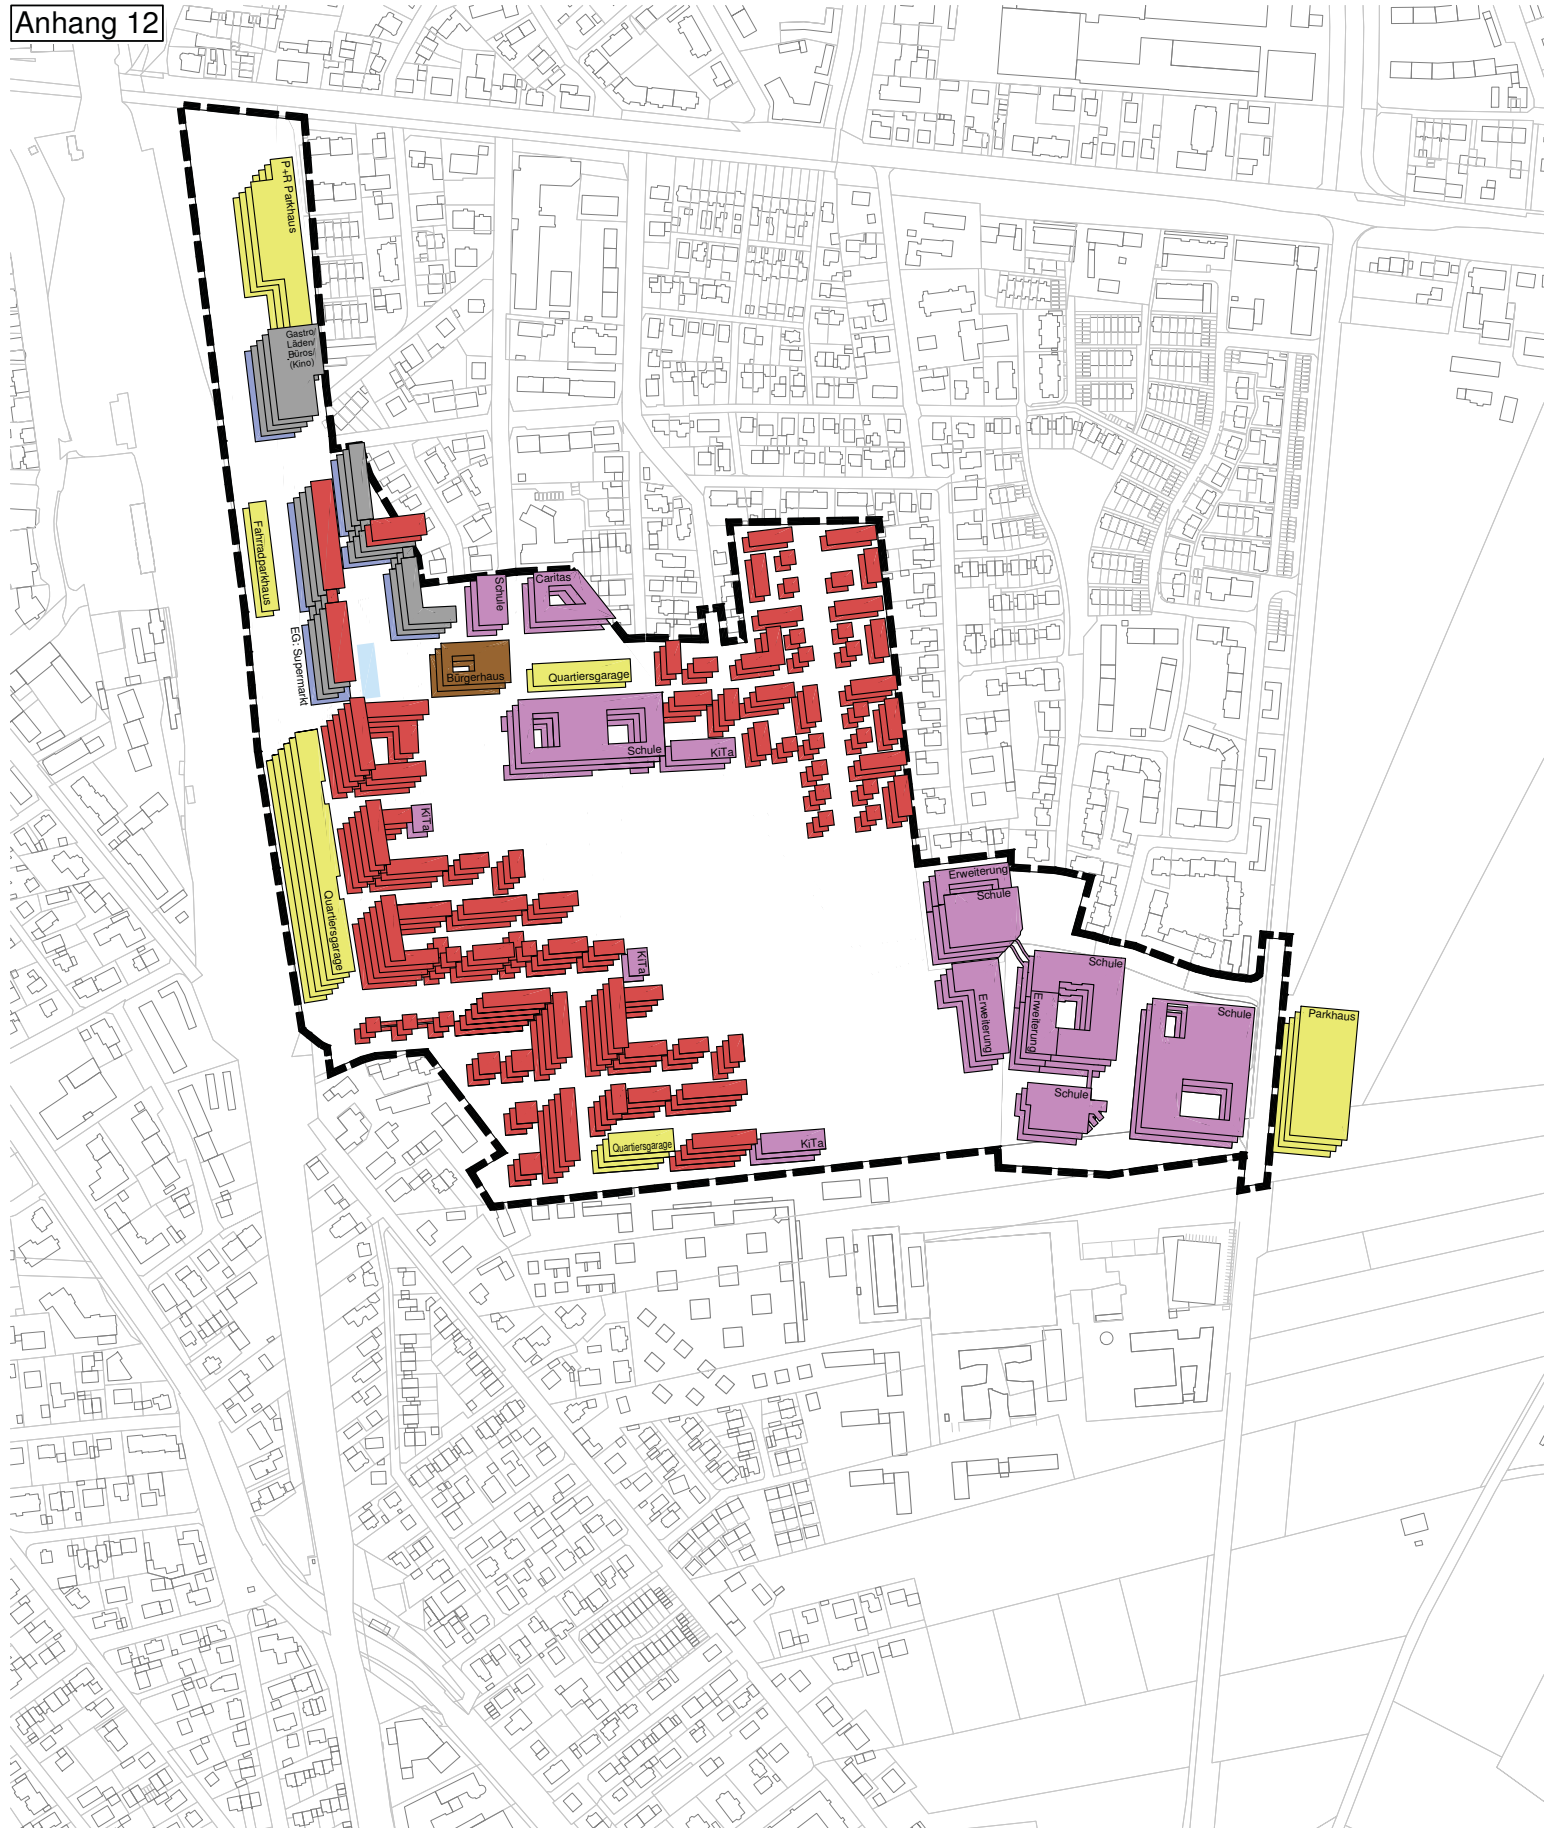 Anhang 12
P+R Parkhaus
Gastro/
Läden/
Büros/
(Kino)
Fahrradparkhaus
EG: Supermarkt
Schule
Caritas
Bürgerhaus
Quartiersgarage
Schule
KiTa
KiTa
Quartiersgarage
KiTa
Erweiterung
Schule
Erweiterung
Schule
Erweiterung
Schule
Schule
Parkhaus
Quartiersgarage
KiTa